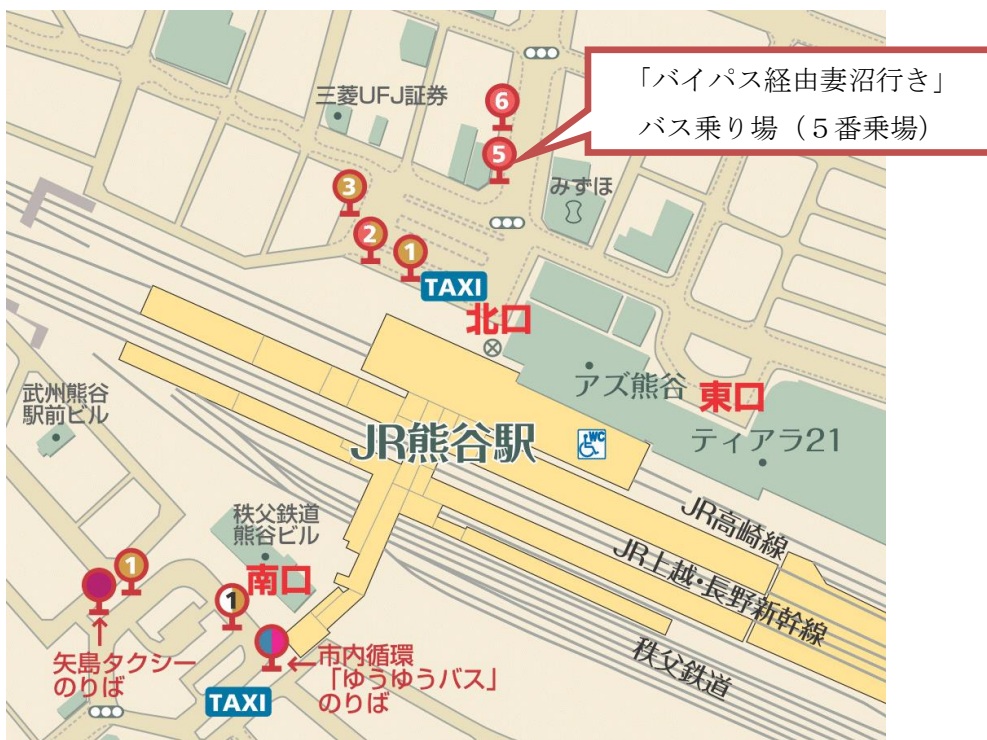 「バイパス経由妻沼行き」
バス乗り場（５番乗場）
三菱UFJ証券
6
5
みずほ
3
2
1
TAXI
北口
アズ熊谷
東口
ティアラ21
武州熊谷
駅前ビル
JR熊谷駅
WC
JR高崎線
JR上越・長野新幹線
秩父鉄道
秩父鉄道
熊谷ビル
南口
1
1
矢島タクシー
のりば
市内循環
「ゆうゆうバス」
のりば
TAXI